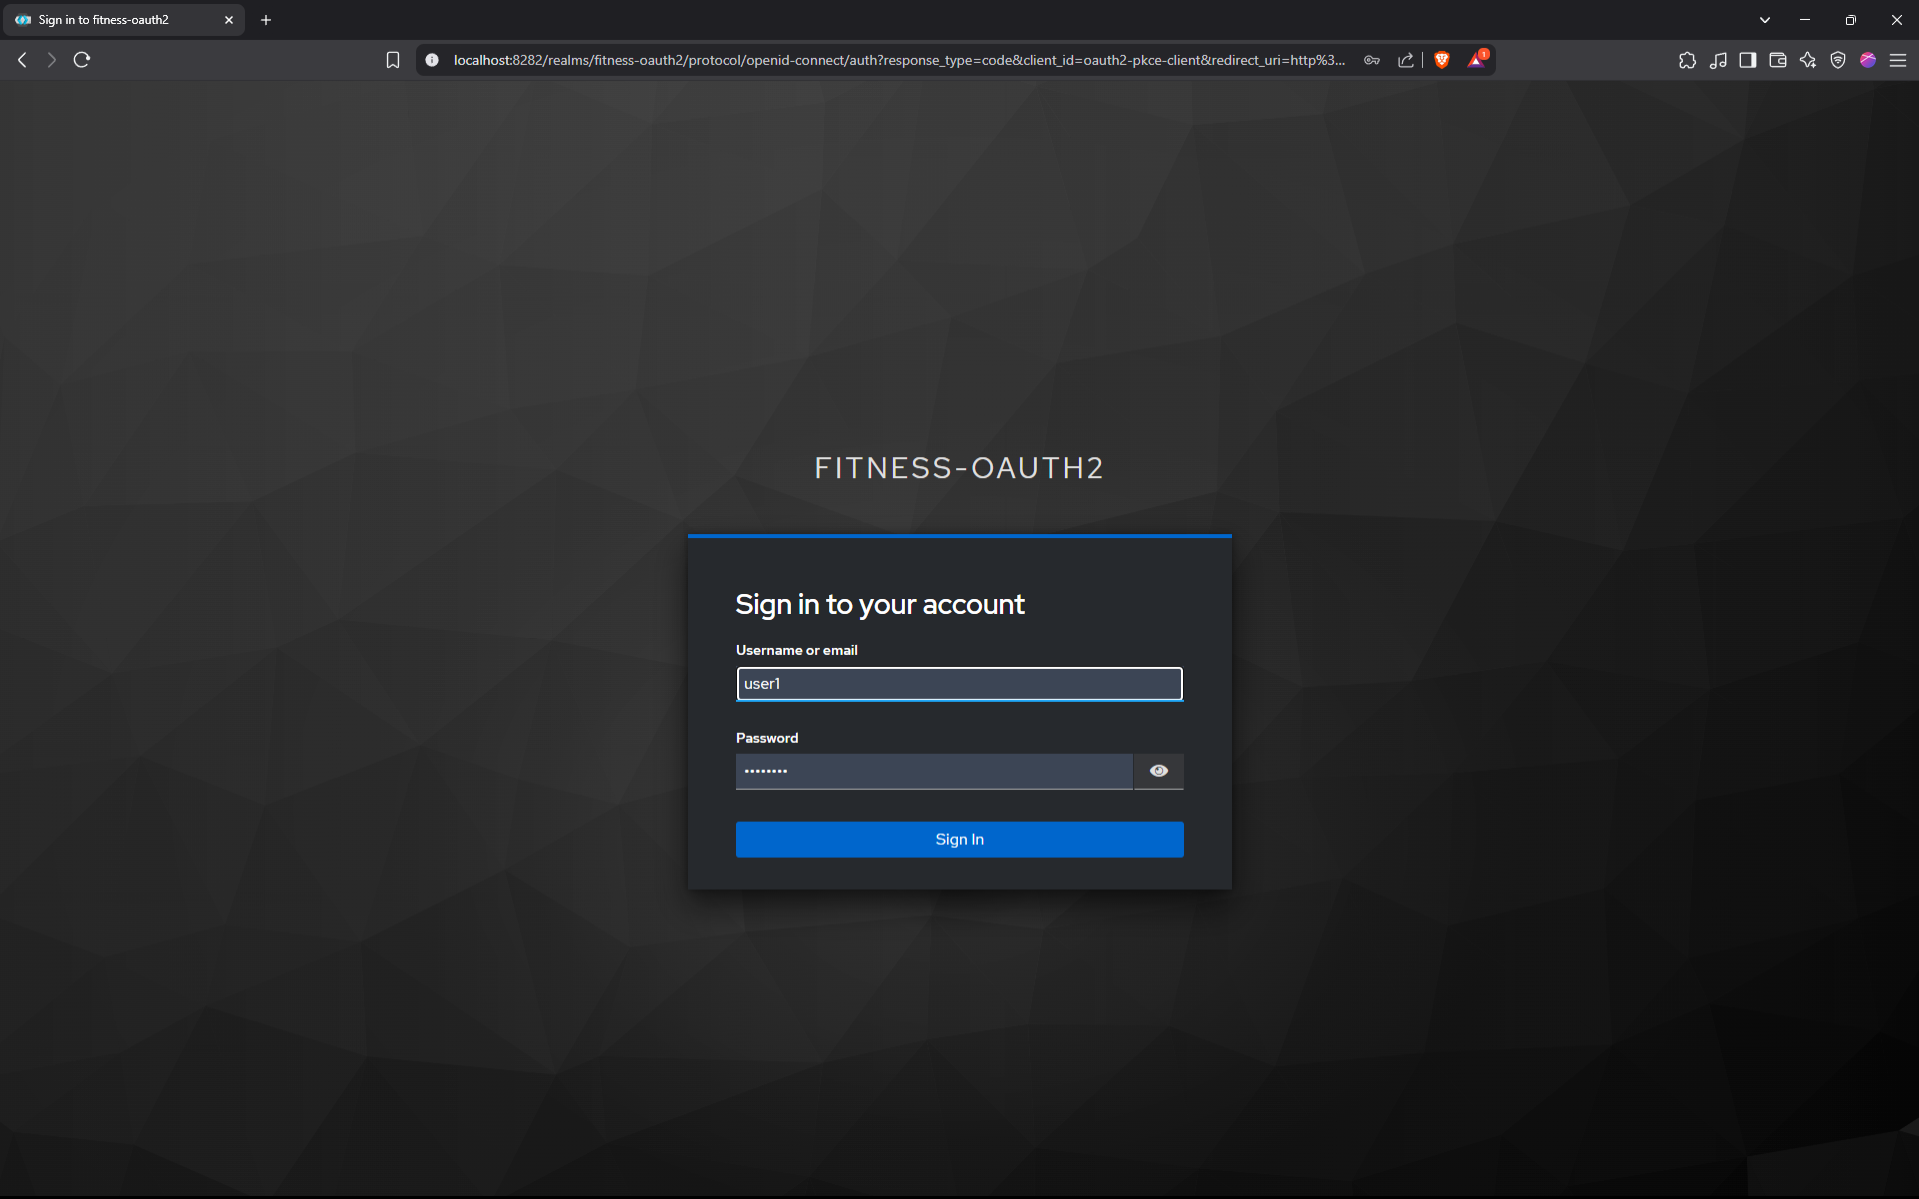 Sign in to fitness-oauth2
localhost:8282/realms/fitness-oauth2/protocol/openid-connect/auth?response_type=code&client_id=oauth2-pkce-client&redirect_uri=http%3...
1
FITNESS-OAUTH2
Sign in to your account
Username or email
user1
Password
••••••••
Sign In